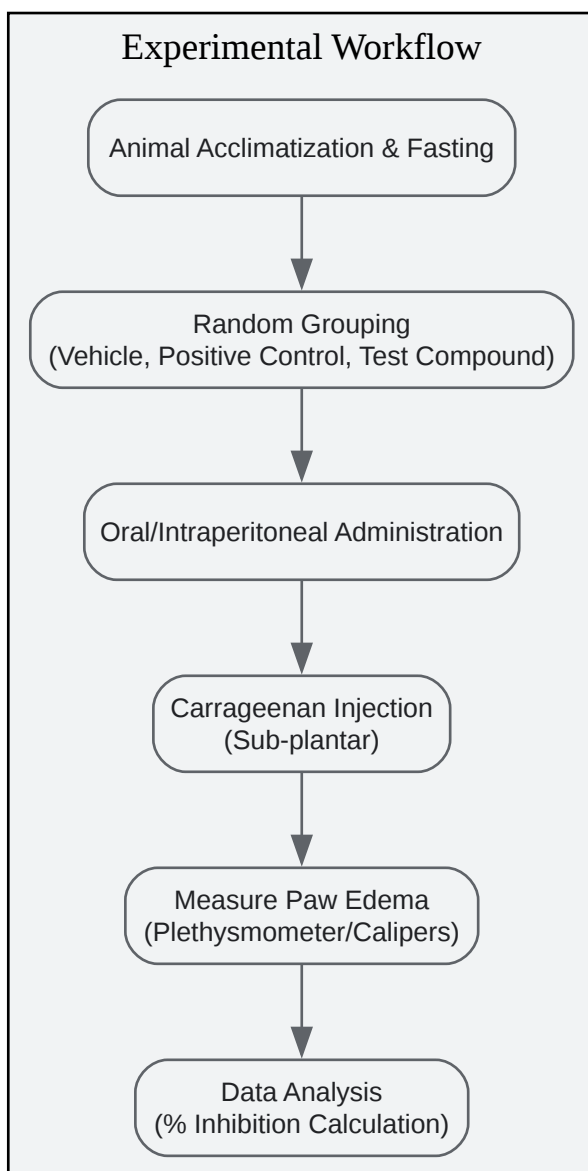 Experimental Workflow
Animal Acclimatization & Fasting
Random Grouping
(Vehicle, Positive Control, Test Compound)
Oral/Intraperitoneal Administration
Carrageenan Injection
(Sub-plantar)
Measure Paw Edema
(Plethysmometer/Calipers)
Data Analysis
(% Inhibition Calculation)